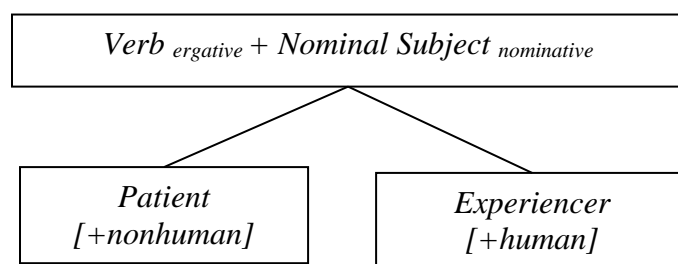 Verb ergative + Nominal Subject nominative
Patient
[+nonhuman]
Experiencer
[+human]